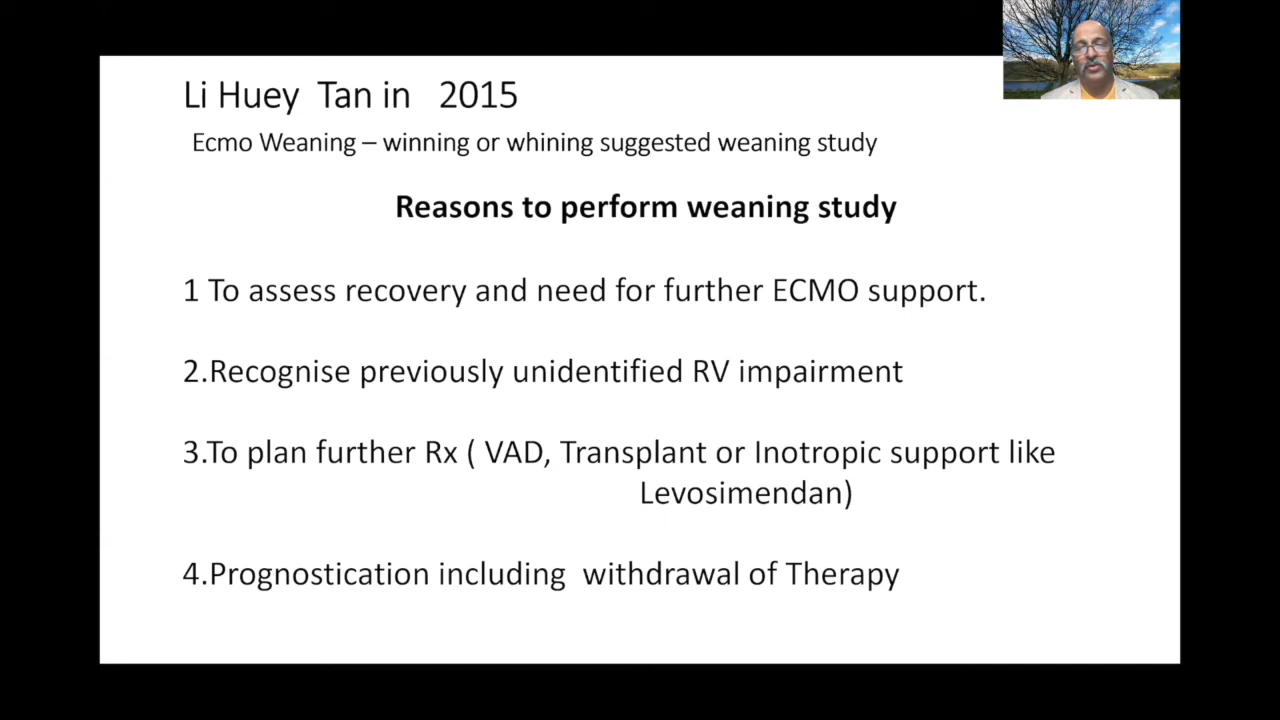 Li Huey Tan in 2015
Ecmo Weaning – winning or whining suggested weaning study
Reasons to perform weaning study
1 To assess recovery and need for further ECMO support.
2.Recognise previously unidentified RV impairment
3.To plan further Rx ( VAD, Transplant or Inotropic support like
Levosimendan)
4.Prognostication including withdrawal of Therapy